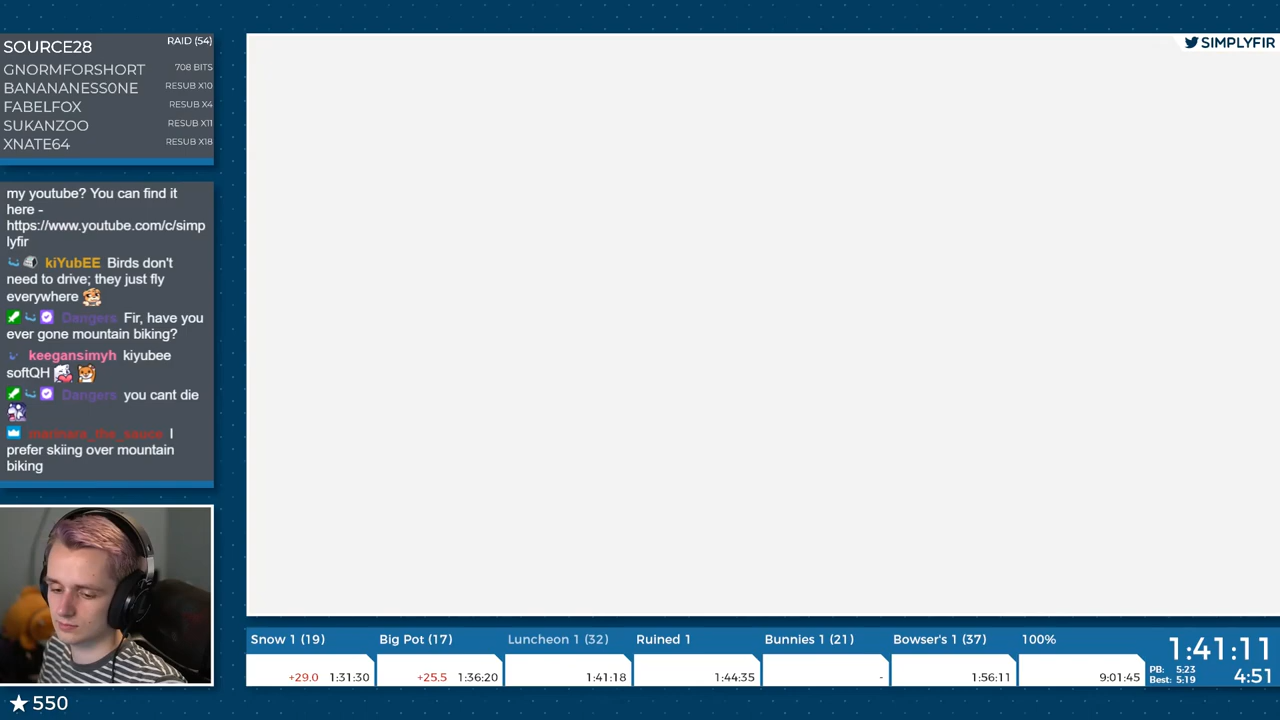 SOURCE28 RAID (54)
GNORMFORSHORT 708 BITS
BANANANESS0NE RESUB X10
FABELFOX RESUB X4
SUKANZOO RESUB X11
XNATE64 RESUB X18
my youtube? You can find it
here -
https://www.youtube.com/c/simp
lyfir
kiYubEE Birds don't
need to drive; they just fly
everywhere
Dangers Fir, have you
ever gone mountain biking?
keegansimyh kiyubee
softQH
Dangers you cant die
marinara_the_sauce I
prefer skiing over mountain
biking
★ 550
SIMPLYFIR
Snow 1 (19) Big Pot (17) Luncheon 1 (32) Ruined 1 Bunnies 1 (21) Bowser's 1 (37) 100%
+29.0 1:31:30 +25.5 1:36:20 1:41:18 1:44:35 - 1:56:11 9:01:45
1:41:11
PB: 5:23
Best: 5:19 4:51